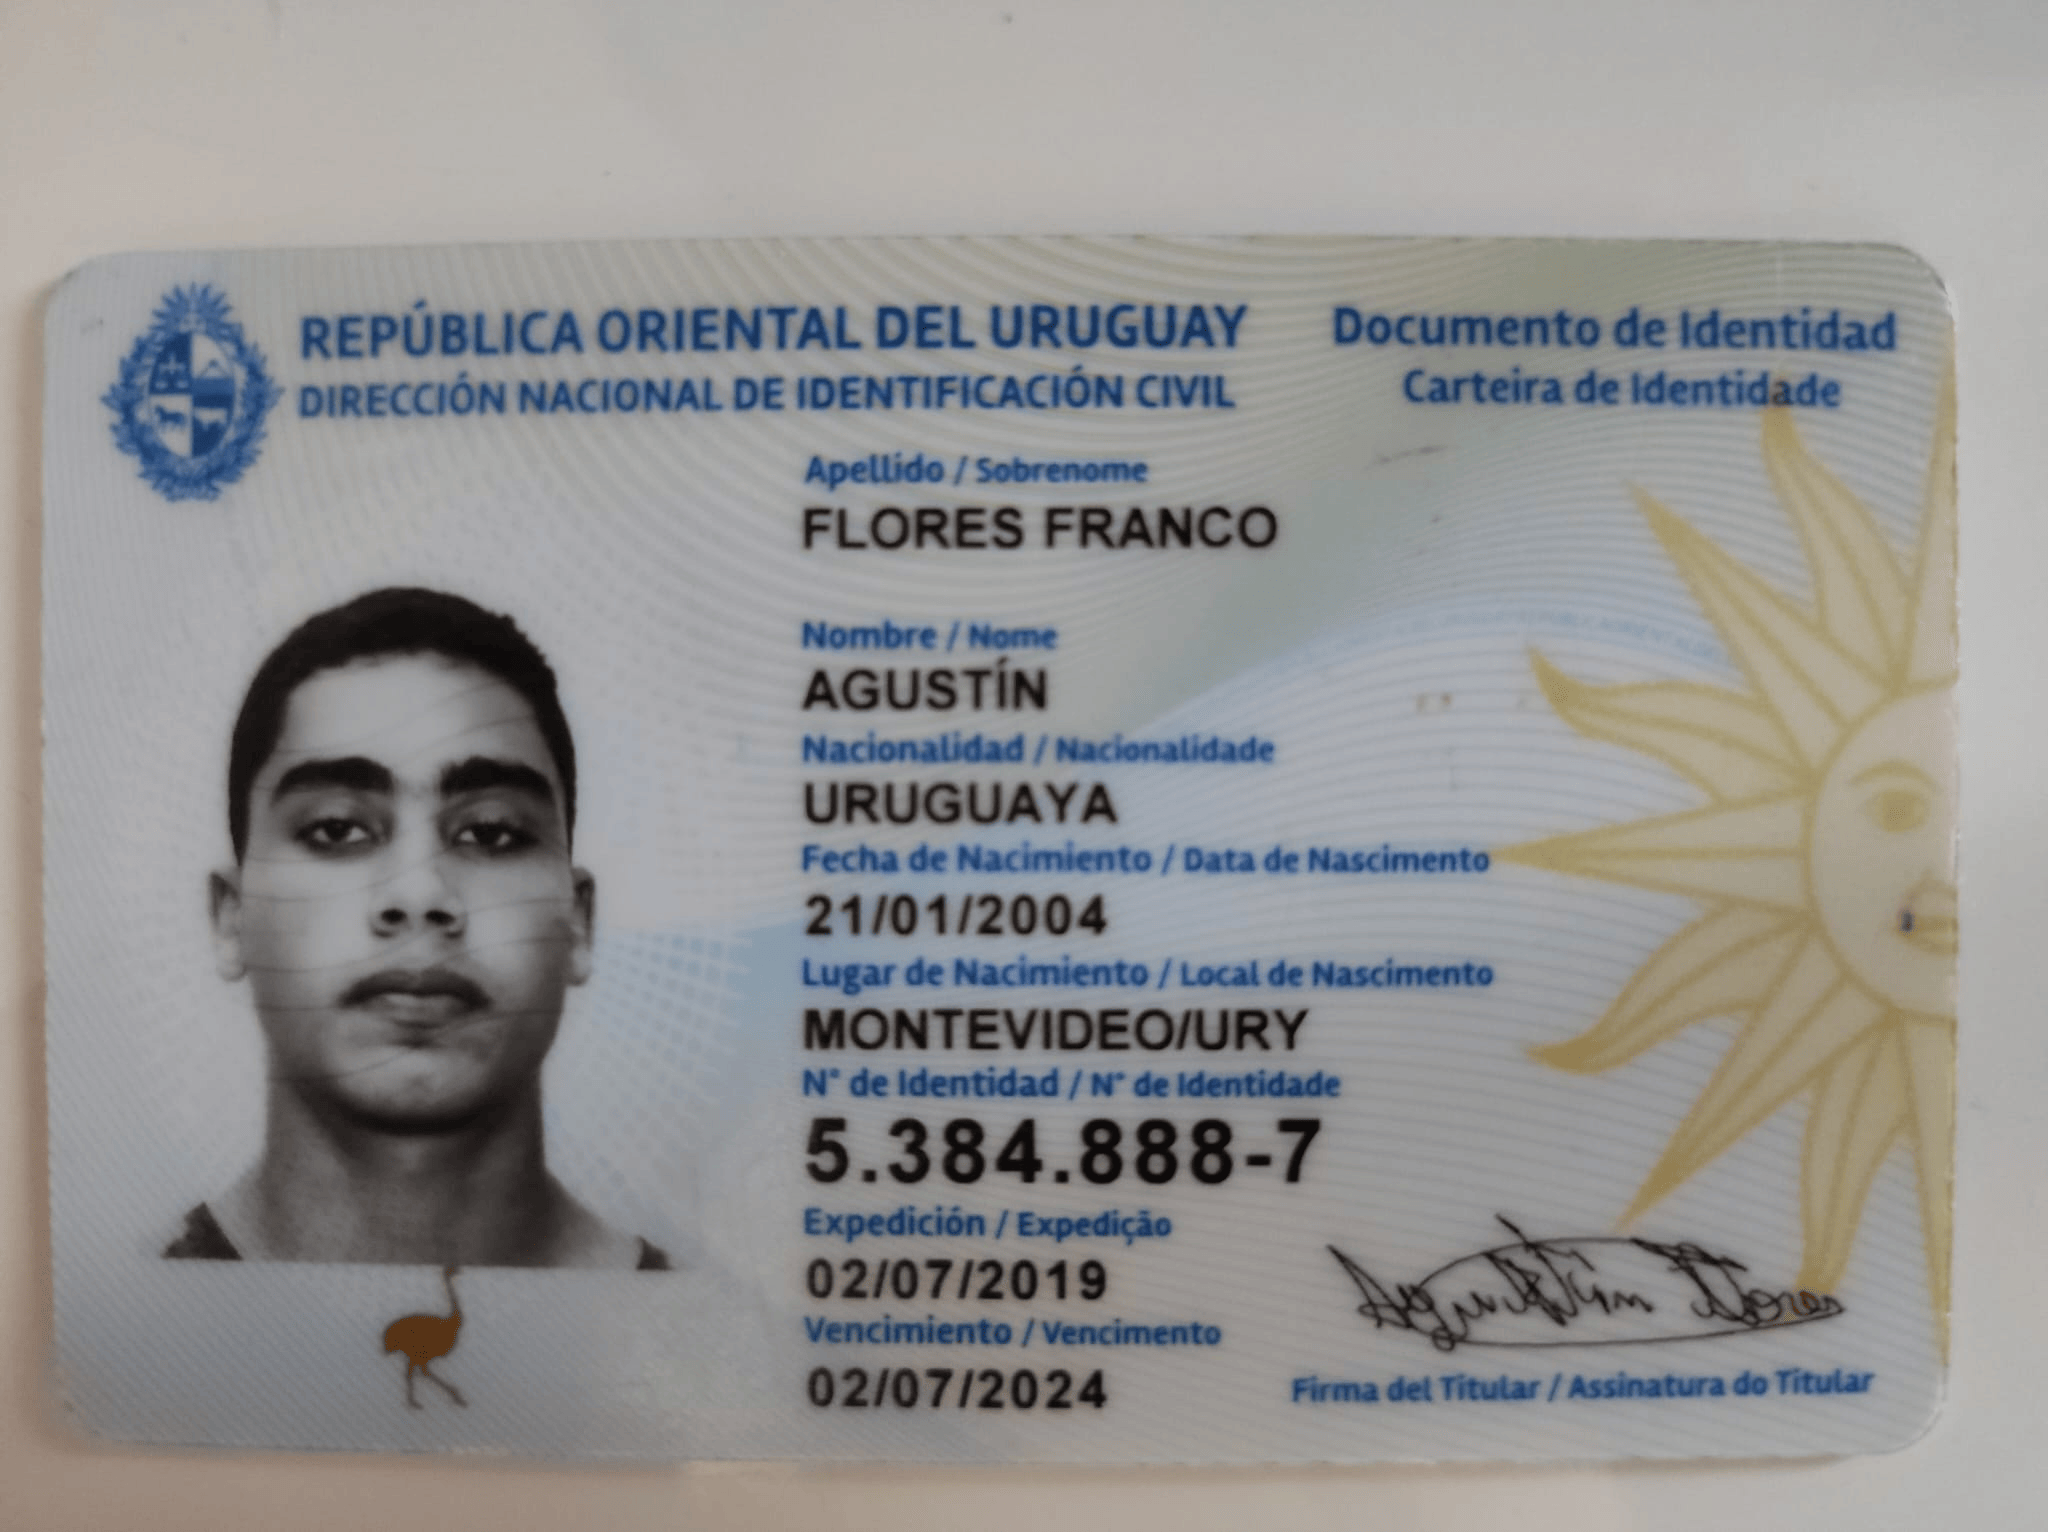 REPÚBLICA ORIENTAL DEL URUGUAY
DIRECCIÓN NACIONAL DE IDENTIFICACIÓN CIVIL
Documento de Identidad
Carteira de Identidade
Apellido / Sobrenome
FLORES FRANCO
Nombre / Nome
AGUSTÍN
Nacionalidad / Nacionalidade
URUGUAYA
Fecha de Nacimiento / Data de Nascimento
21/01/2004
Lugar de Nacimiento / Local de Nascimento
MONTEVIDEO/URY
N° de Identidad / N° de Identidade
5.384.888-7
Expedición / Expedição
02/07/2019
Vencimiento / Vencimento
02/07/2024
Agustín Flores
Firma del Titular / Assinatura do Titular